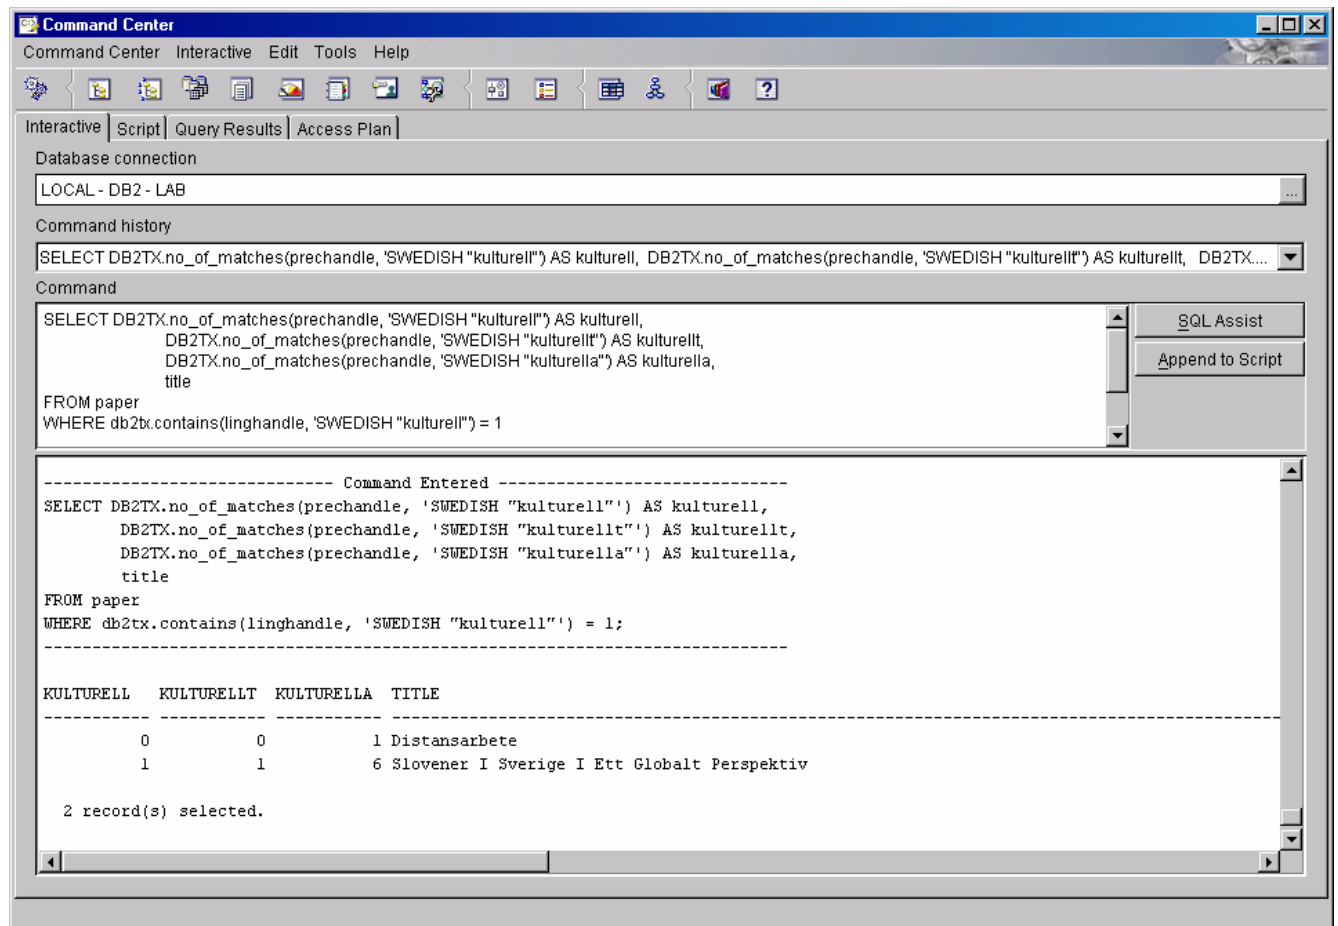 Command Center
Command Center Interactive Edit Tools Help
Interactive Script Query Results Access Plan
Database connection
LOCAL - DB2 - LAB
...
Command history
SELECT DB2TX.no_of_matches(prechandle, 'SWEDISH "kulturell"') AS kulturell, DB2TX.no_of_matches(prechandle, 'SWEDISH "kulturellt"') AS kulturellt, DB2TX....
Command
SELECT DB2TX.no_of_matches(prechandle, 'SWEDISH "kulturell"') AS kulturell,
DB2TX.no_of_matches(prechandle, 'SWEDISH "kulturellt"') AS kulturellt,
DB2TX.no_of_matches(prechandle, 'SWEDISH "kulturella"') AS kulturella,
title
FROM paper
WHERE db2tx.contains(linghandle, 'SWEDISH "kulturell"') = 1
SQL Assist
Append to Script
------------------------------ Command Entered ------------------------------
SELECT DB2TX.no_of_matches(prechandle, 'SWEDISH "kulturell"') AS kulturell,
DB2TX.no_of_matches(prechandle, 'SWEDISH "kulturellt"') AS kulturellt,
DB2TX.no_of_matches(prechandle, 'SWEDISH "kulturella"') AS kulturella,
title
FROM paper
WHERE db2tx.contains(linghandle, 'SWEDISH "kulturell"') = 1;
-----------------------------------------------------------------------------
KULTURELL KULTURELLT KULTURELLA TITLE
----------- ----------- ----------- --------------------------------------------------------------------------------------------
0 0 1 Distansarbete
1 1 6 Slovener I Sverige I Ett Globalt Perspektiv
2 record(s) selected.